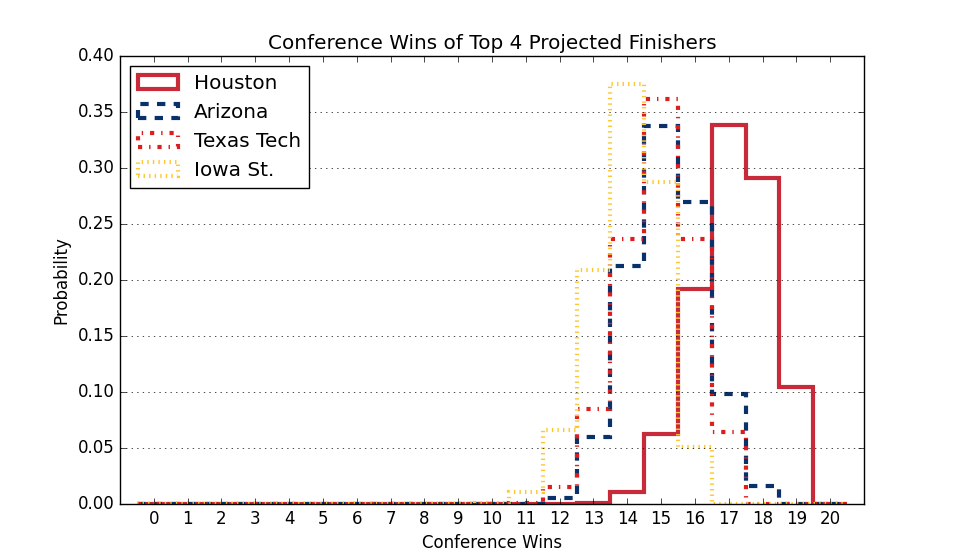 Conference Wins of Top 4 Projected Finishers
Houston
Arizona
Texas Tech
Iowa St.
Probability
0.40
0.35
0.30
0.25
0.20
0.15
0.10
0.05
0.00
0 1 2 3 4 5 6 7 8 9 10 11 12 13 14 15 16 17 18 19 20
Conference Wins